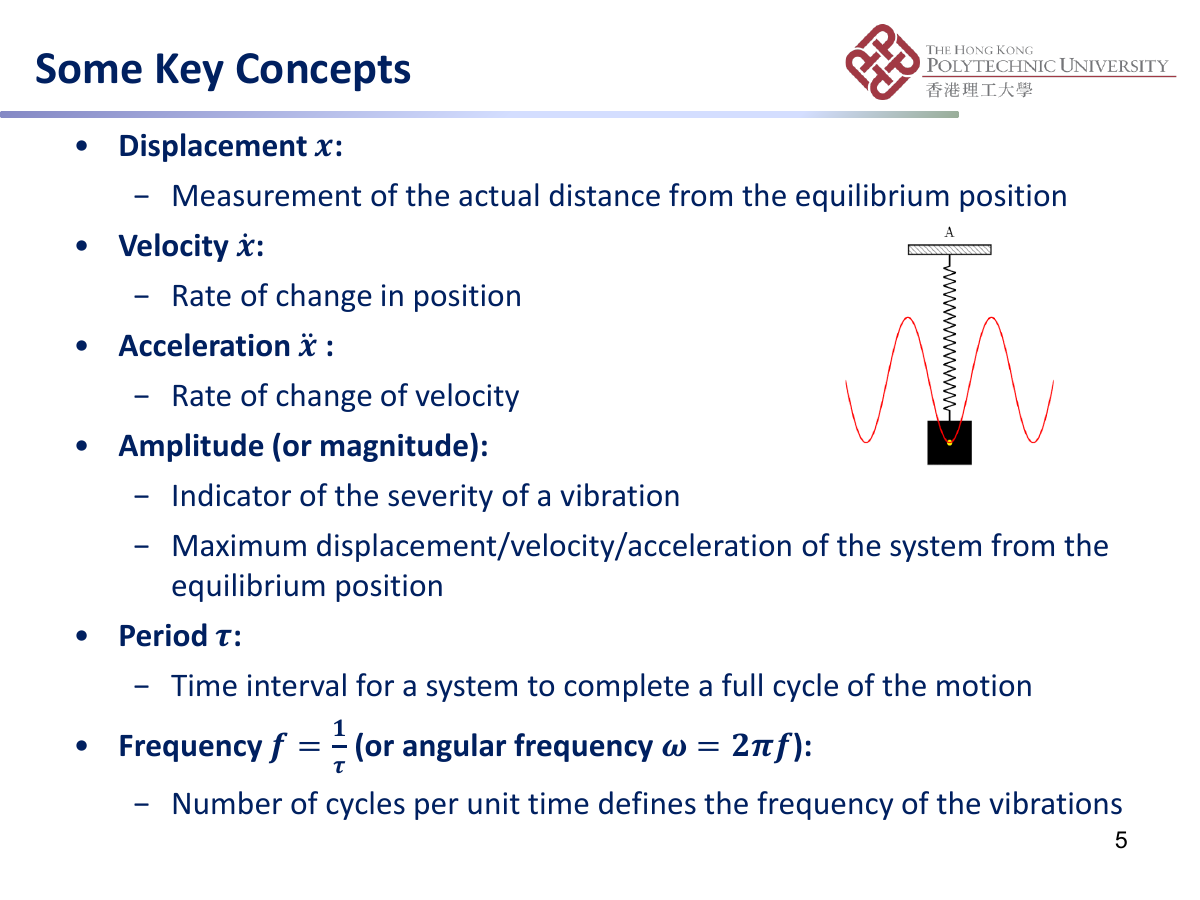 Some Key Concepts
THE HONG KONG
POLYTECHNIC UNIVERSITY
香港理工大學
• Displacement 𝒙:
− Measurement of the actual distance from the equilibrium position
• Velocity 𝒙̇:
− Rate of change in position
• Acceleration 𝒙̈ :
− Rate of change of velocity
• Amplitude (or magnitude):
− Indicator of the severity of a vibration
− Maximum displacement/velocity/acceleration of the system from the
equilibrium position
• Period 𝝉:
− Time interval for a system to complete a full cycle of the motion
• Frequency 𝒇 = 𝟏/𝝉 (or angular frequency 𝝎 = 𝟐𝝅𝒇):
− Number of cycles per unit time defines the frequency of the vibrations
A
5